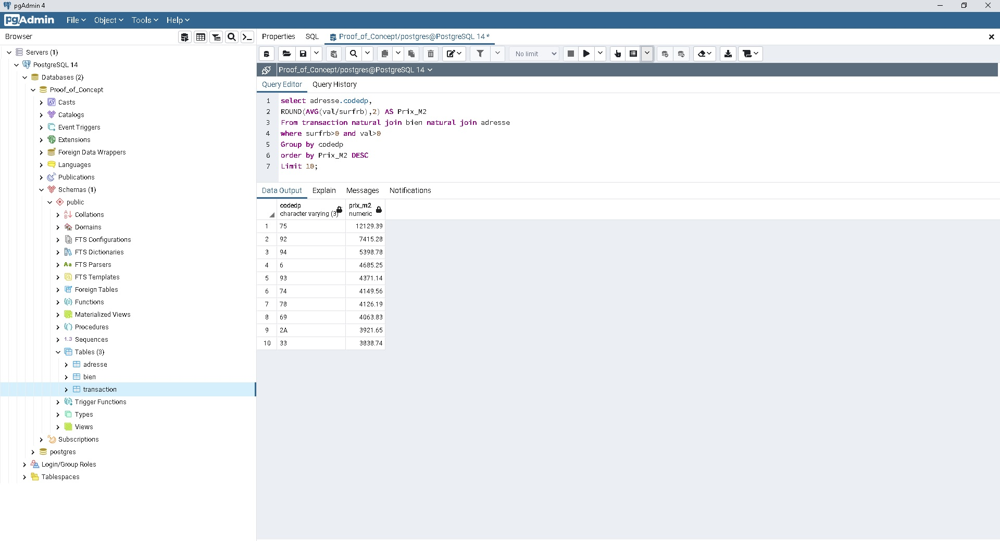 pgAdmin 4
pgAdmin File Object Tools Help
Browser
Properties SQL Proof_of_Concept/postgres@PostgreSQL 14 *
Servers (1)
PostgreSQL 14
Databases (2)
Proof_of_Concept
Casts
Catalogs
Event Triggers
Extensions
Foreign Data Wrappers
Languages
Publications
Schemas (1)
public
Collations
Domains
FTS Configurations
FTS Dictionaries
Aa FTS Parsers
FTS Templates
Foreign Tables
Functions
Materialized Views
Procedures
1..3 Sequences
Tables (3)
adresse
bien
transaction
Trigger Functions
Types
Views
Subscriptions
postgres
Login/Group Roles
Tablespaces
No limit
Proof_of_Concept/postgres@PostgreSQL 14
Query Editor Query History
1 select adresse.codedp,
2 ROUND(AVG(val/surfrb),2) AS Prix_M2
3 From transaction natural join bien natural join adresse
4 where surfrb>0 and val>0
5 Group by codedp
6 order by Prix_M2 DESC
7 Limit 10;
Data Output Explain Messages Notifications
codedp prix_m2
character varying (3) numeric
1 75 12129.39
2 92 7415.28
3 94 5398.78
4 6 4685.25
5 93 4371.14
6 74 4149.56
7 78 4126.19
8 69 4063.83
9 2A 3921.65
10 33 3838.74